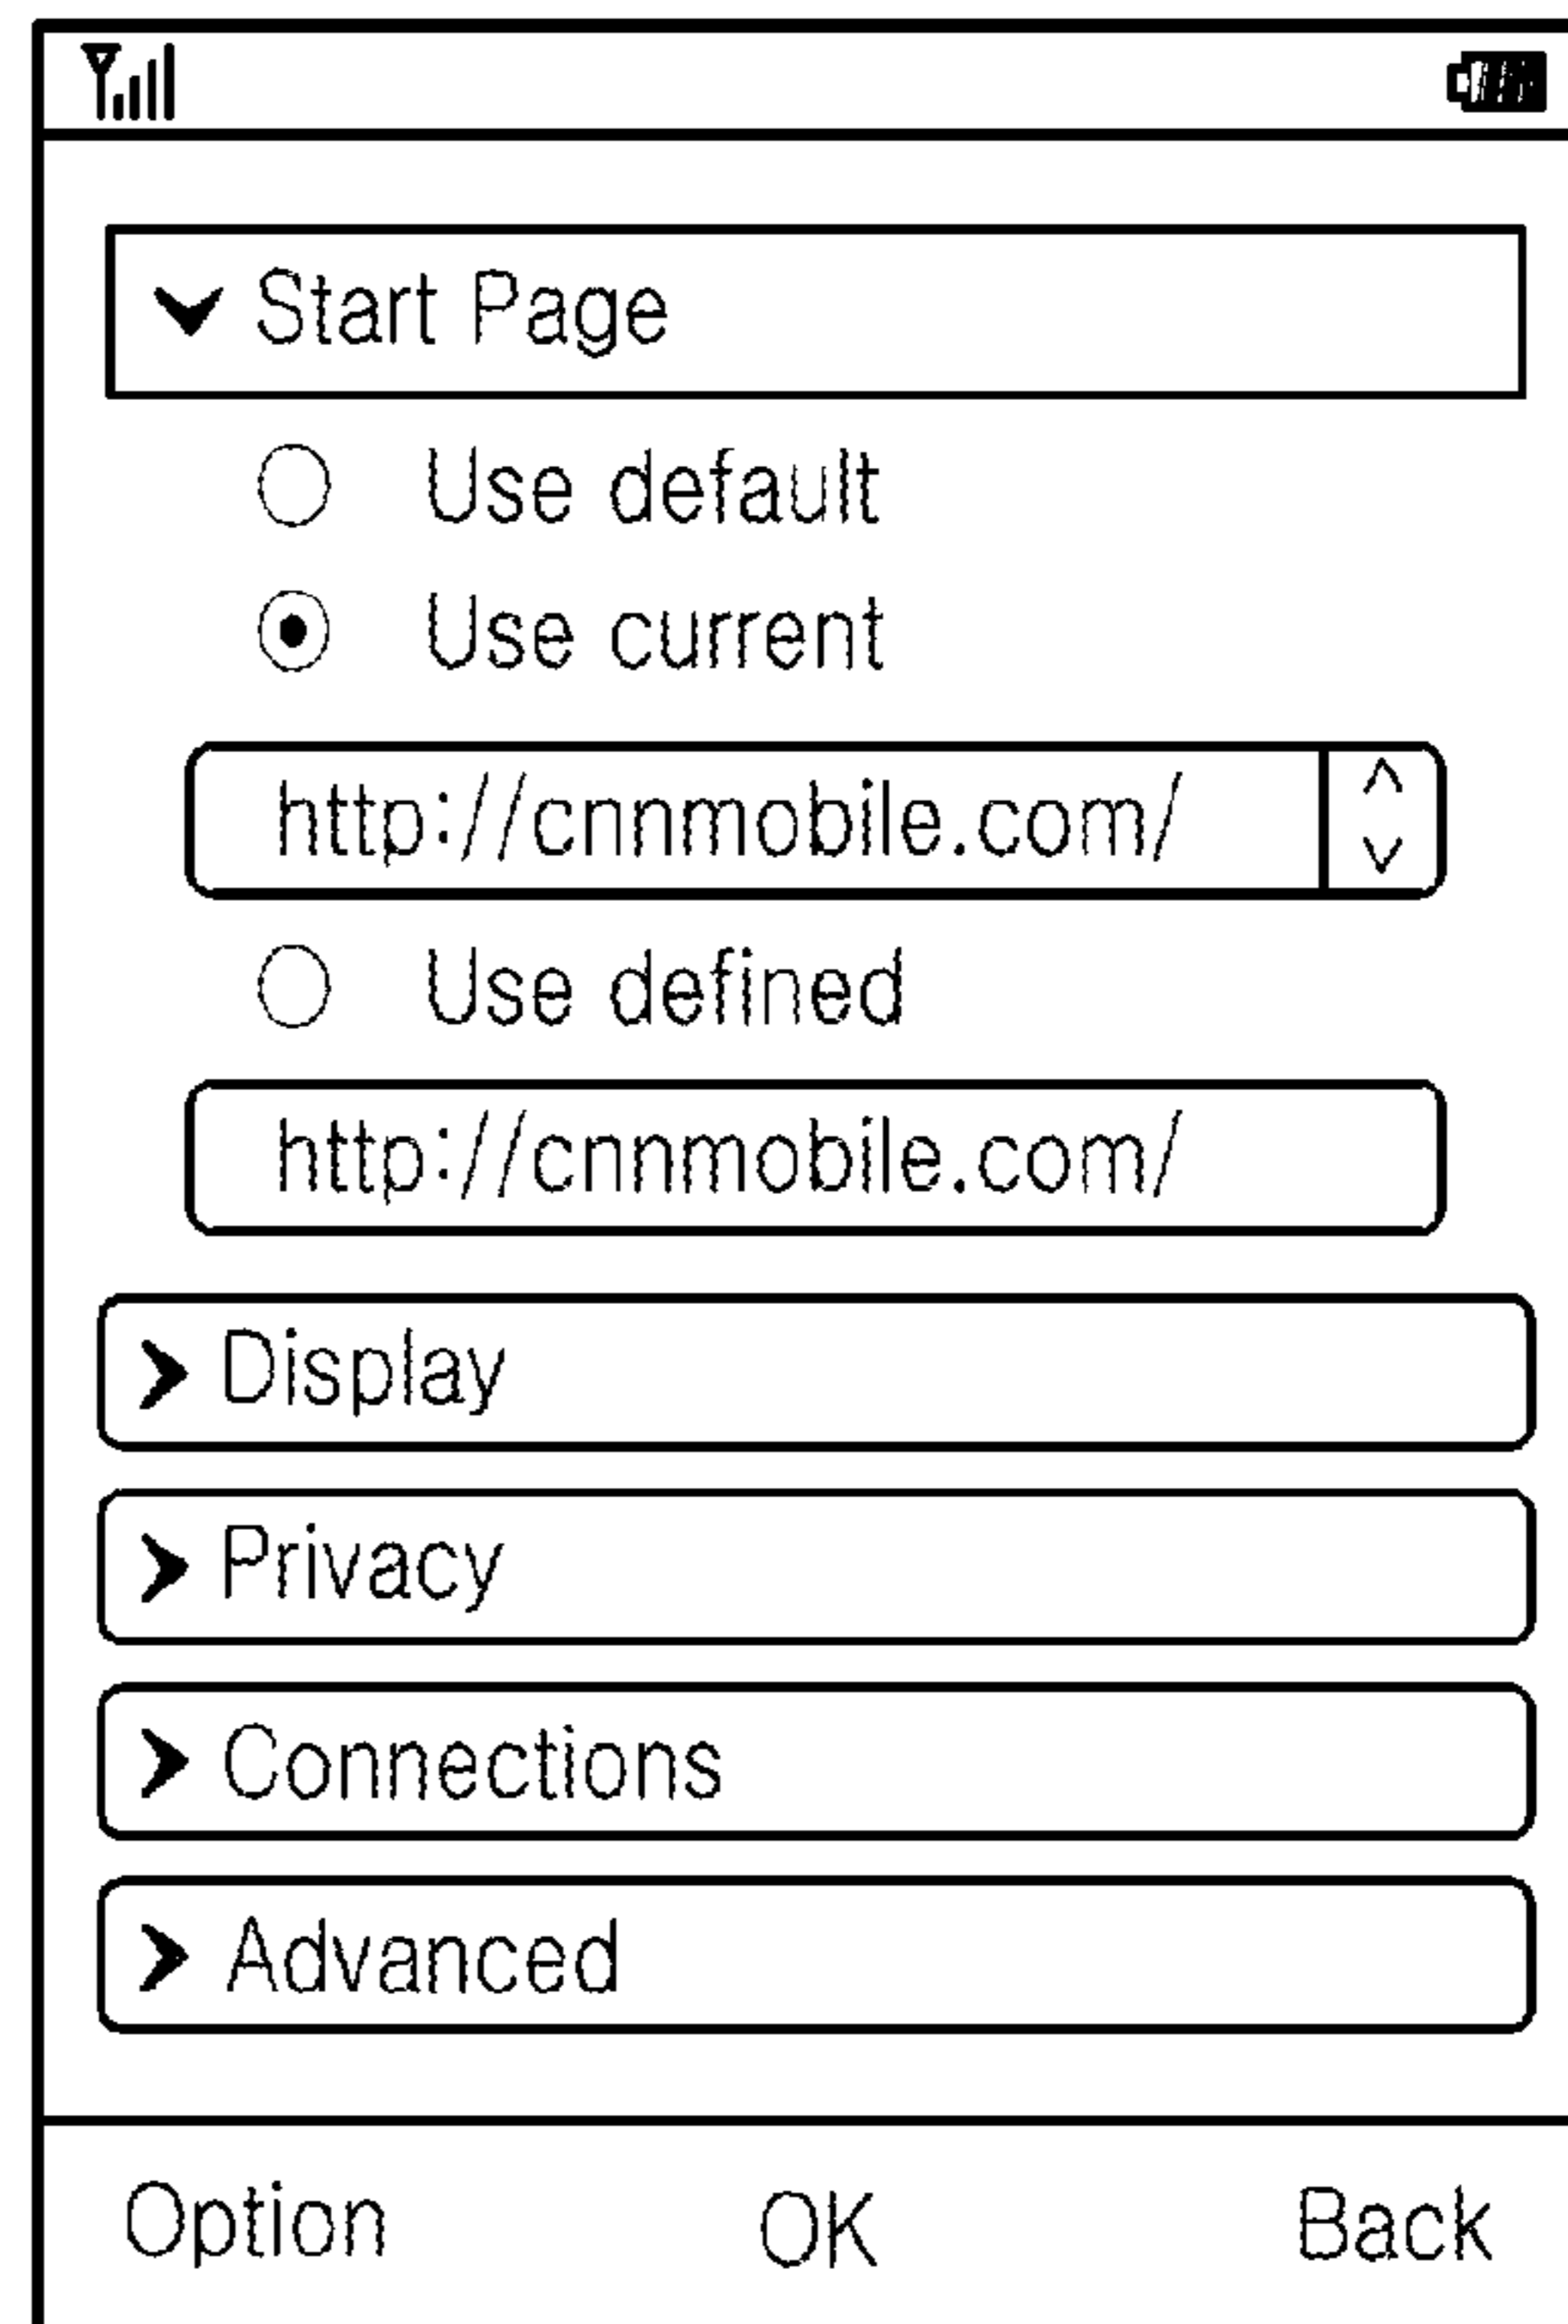 Start Page
Use default
Use current
http://cnnmobile.com/
Use defined
http://cnnmobile.com/
Display
Privacy
Connections
Advanced
Option OK Back